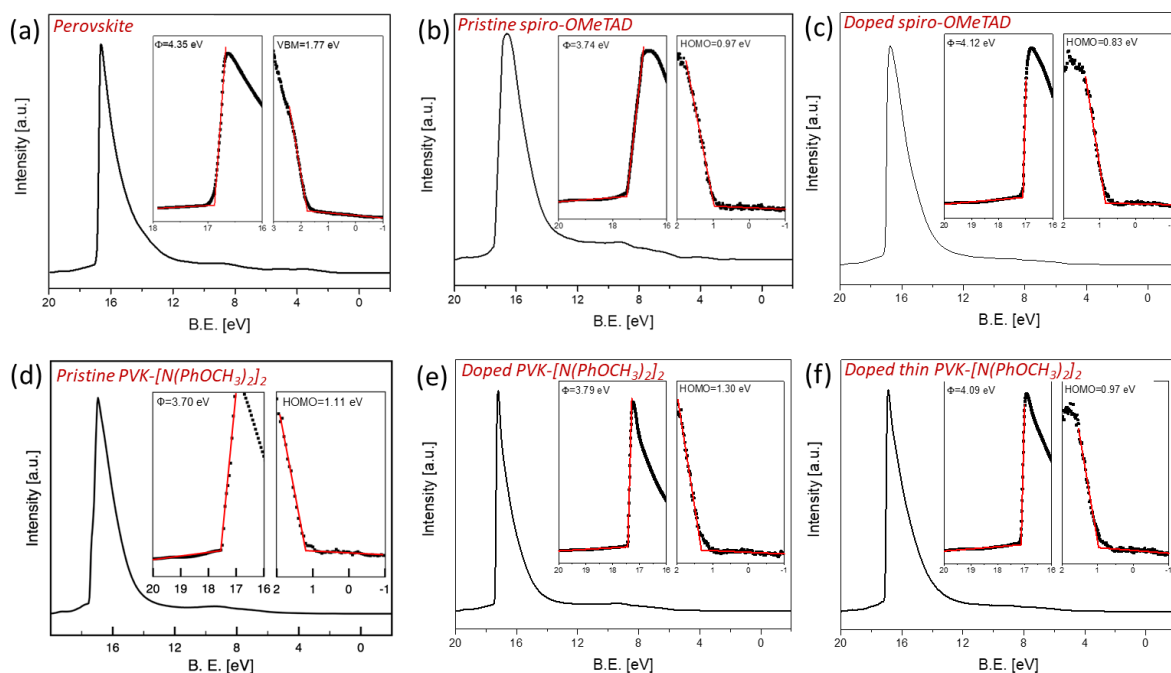 (a) Perovskite
Φ=4.35 eV
VBM=1.77 eV
Intensity [a.u.]
18 17 16
3 2 1 0 -1
20 16 12 8 4 0
B.E. [eV]
(b) Pristine spiro-OMeTAD
Φ=3.74 eV
HOMO=0.97 eV
Intensity [a.u.]
20 19 18 17 16
2 1 0 -1
20 16 12 8 4 0
B.E. [eV]
(c) Doped spiro-OMeTAD
Φ=4.12 eV
HOMO=0.83 eV
Intensity [a.u.]
20 19 18 17 16
2 1 0 -1
20 16 12 8 4 0
B.E. [eV]
(d) Pristine PVK-[N(PhOCH₃)₂]₂
Φ=3.70 eV
HOMO=1.11 eV
Intensity [a.u.]
20 19 18 17 16
2 1 0 -1
16 12 8 4 0
B. E. [eV]
(e) Doped PVK-[N(PhOCH₃)₂]₂
Φ=3.79 eV
HOMO=1.30 eV
Intensity [a.u.]
20 19 18 17 16
2 1 0 -1
20 16 12 8 4 0
B.E. [eV]
(f) Doped thin PVK-[N(PhOCH₃)₂]₂
Φ=4.09 eV
HOMO=0.97 eV
Intensity [a.u.]
20 19 18 17 16
2 1 0 -1
20 16 12 8 4 0
B.E. [eV]